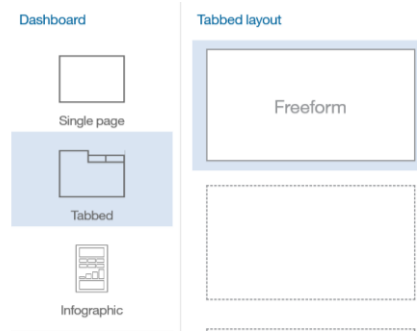 Dashboard
Single page
Tabbed
Infographic
Tabbed layout
Freeform